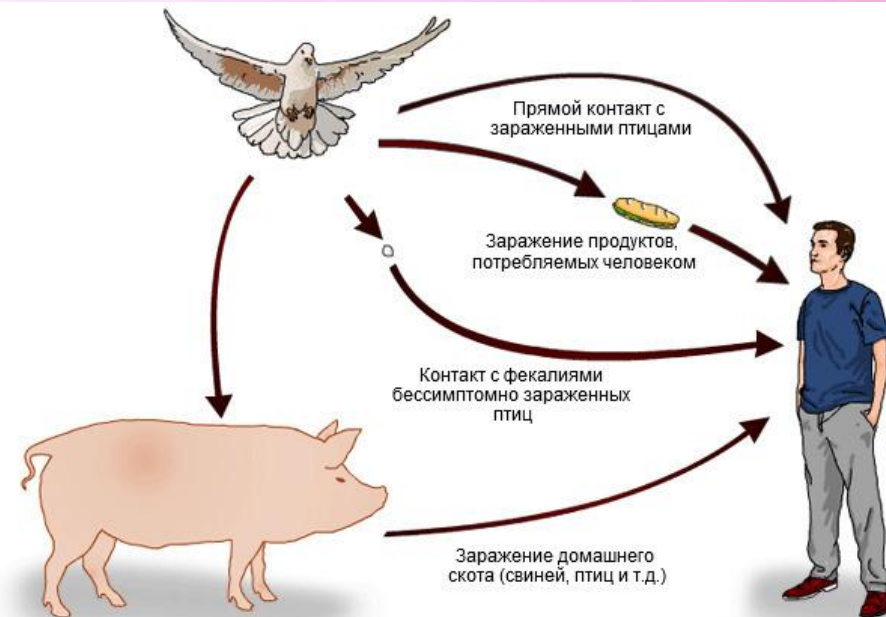 Прямой контакт с
зараженными птицами
Заражение продуктов,
потребляемых человеком
Контакт с фекалиями
бессимптомно зараженных
птиц
Заражение домашнего
скота (свиней, птиц и т.д.)